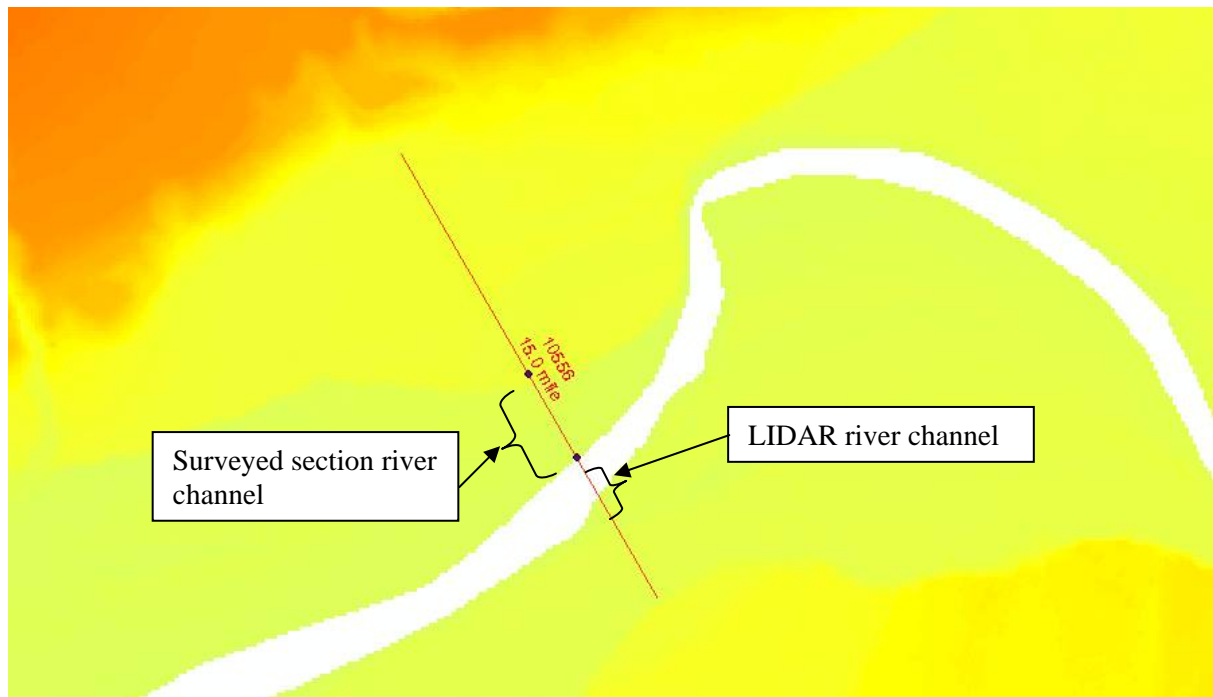 10556
15.0 mile
Surveyed section river
channel
LIDAR river channel